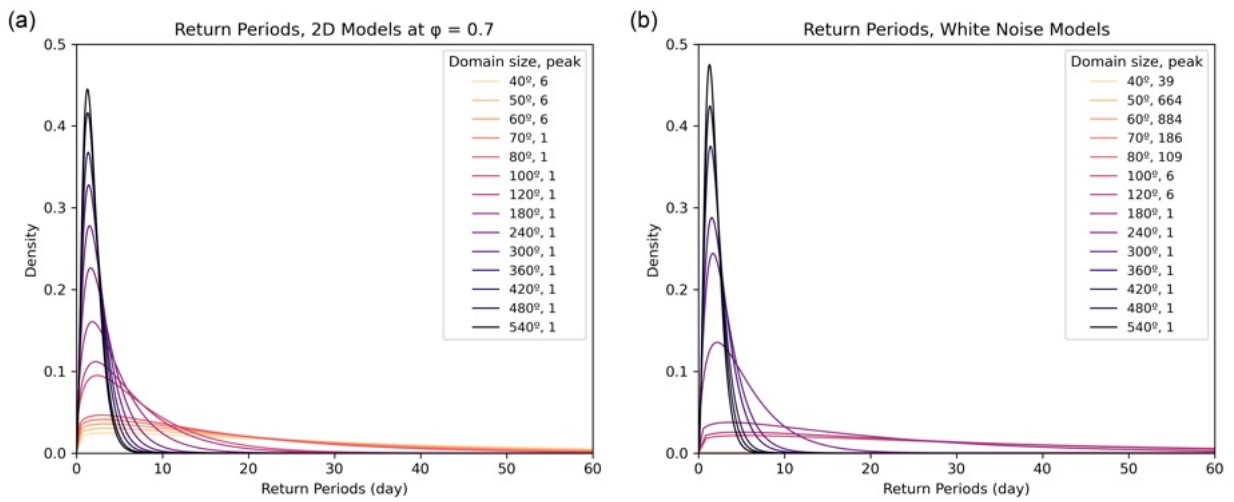 (a)
Return Periods, 2D Models at φ = 0.7
0.5
0.4
0.3
0.2
0.1
0.0
Density
0
10
20
30
40
50
60
Return Periods (day)
Domain size, peak
40º, 6
50º, 6
60º, 6
70º, 1
80º, 1
100º, 1
120º, 1
180º, 1
240º, 1
300º, 1
360º, 1
420º, 1
480º, 1
540º, 1
(b)
Return Periods, White Noise Models
0.5
0.4
0.3
0.2
0.1
0.0
Density
0
10
20
30
40
50
60
Return Periods (day)
Domain size, peak
40º, 39
50º, 664
60º, 884
70º, 186
80º, 109
100º, 6
120º, 6
180º, 1
240º, 1
300º, 1
360º, 1
420º, 1
480º, 1
540º, 1